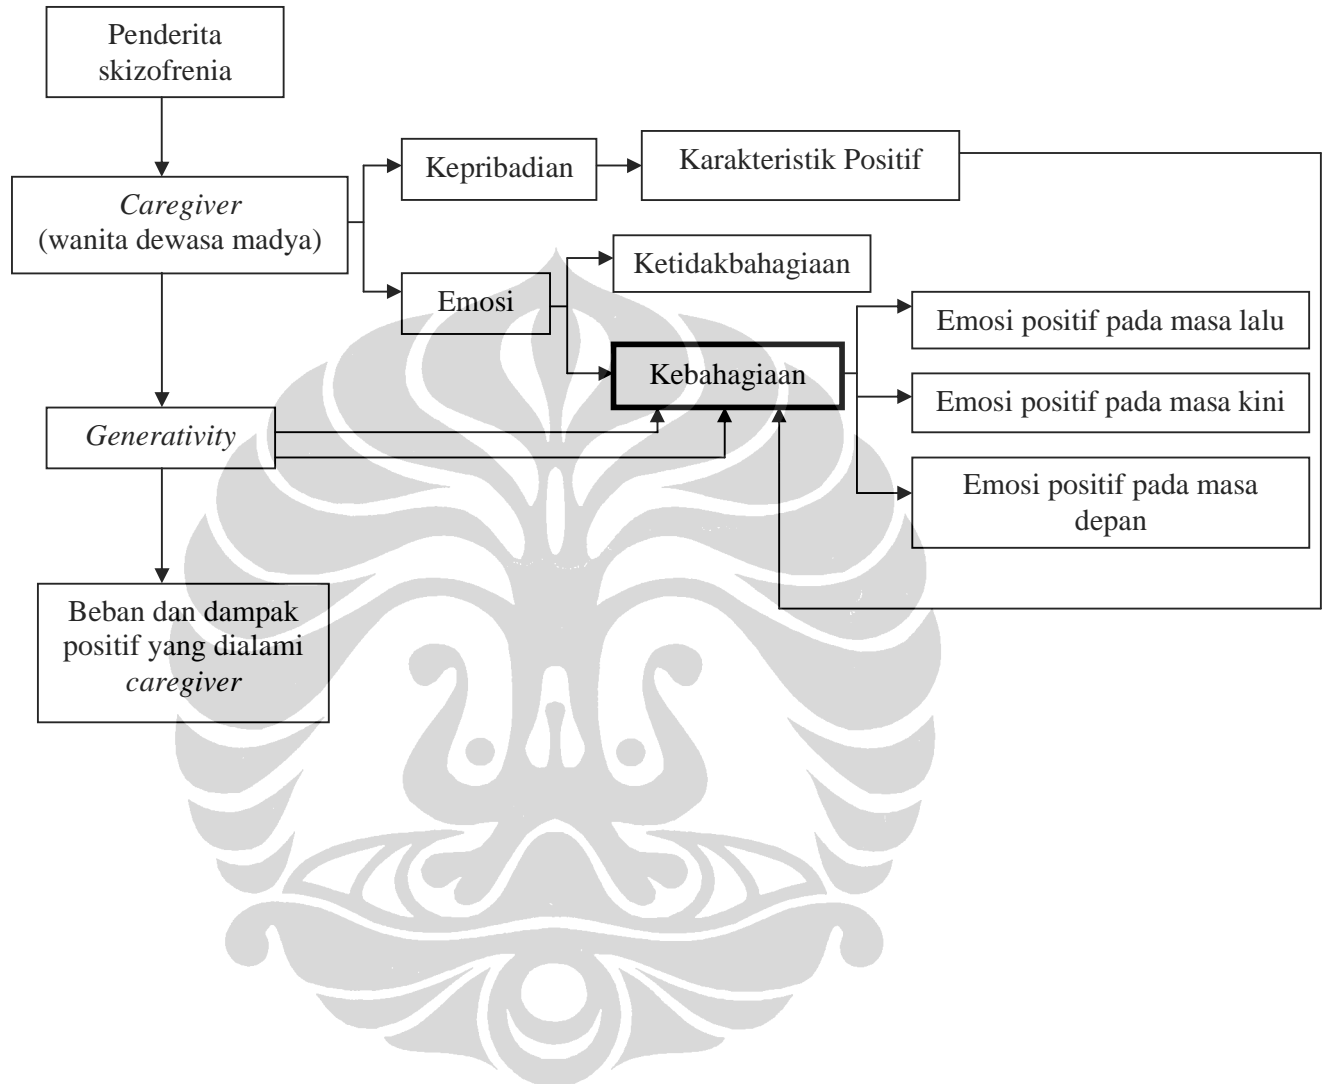 Penderita
skizofrenia
Caregiver
(wanita dewasa madya)
Kepribadian
Karakteristik Positif
Emosi
Ketidakbahagiaan
Kebahagiaan
Emosi positif pada masa lalu
Emosi positif pada masa kini
Emosi positif pada masa
depan
Generativity
Beban dan dampak
positif yang dialami
caregiver